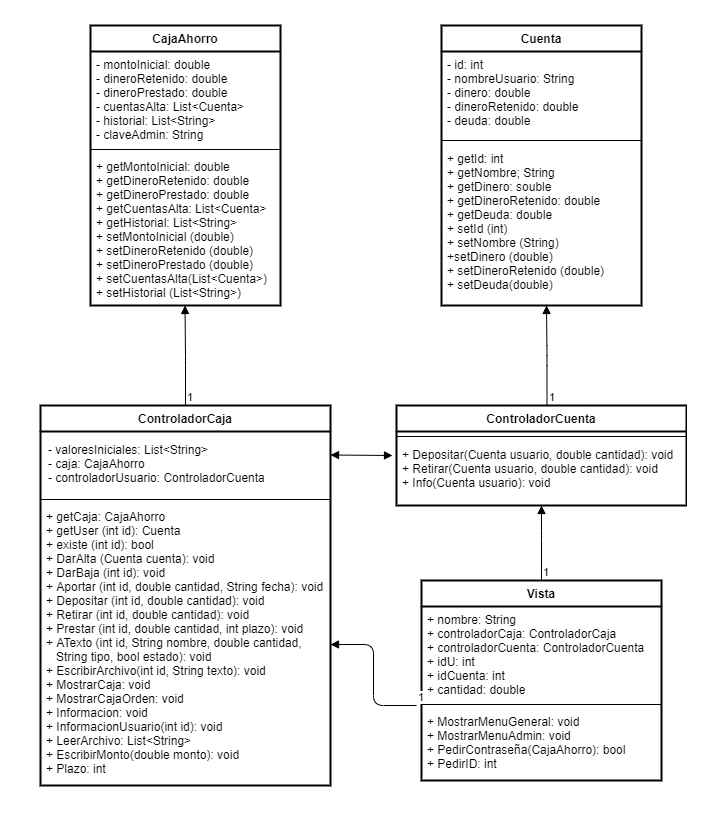 CajaAhorro
- montoInicial: double
- dineroRetenido: double
- dineroPrestado: double
- cuentasAlta: List<Cuenta>
- historial: List<String>
- claveAdmin: String
+ getMontoInicial: double
+ getDineroRetenido: double
+ getDineroPrestado: double
+ getCuentasAlta: List<Cuenta>
+ getHistorial: List<String>
+ setMontoInicial (double)
+ setDineroRetenido (double)
+ setDineroPrestado (double)
+ setCuentasAlta(List<Cuenta>)
+ setHistorial (List<String>)
Cuenta
- id: int
- nombreUsuario: String
- dinero: double
- dineroRetenido: double
- deuda: double
+ getId: int
+ getNombre; String
+ getDinero: souble
+ getDineroRetenido: double
+ getDeuda: double
+ setId (int)
+ setNombre (String)
+setDinero (double)
+ setDineroRetenido (double)
+ setDeuda(double)
1
1
ControladorCaja
- valoresIniciales: List<String>
- caja: CajaAhorro
- controladorUsuario: ControladorCuenta
+ getCaja: CajaAhorro
+ getUser (int id): Cuenta
+ existe (int id): bool
+ DarAlta (Cuenta cuenta): void
+ DarBaja (int id): void
+ Aportar (int id, double cantidad, String fecha): void
+ Depositar (int id, double cantidad): void
+ Retirar (int id, double cantidad): void
+ Prestar (int id, double cantidad, int plazo): void
+ ATexto (int id, String nombre, double cantidad,
String tipo, bool estado): void
+ EscribirArchivo(int id, String texto): void
+ MostrarCaja: void
+ MostrarCajaOrden: void
+ Informacion: void
+ InformacionUsuario(int id): void
+ LeerArchivo: List<String>
+ EscribirMonto(double monto): void
+ Plazo: int
ControladorCuenta
+ Depositar(Cuenta usuario, double cantidad): void
+ Retirar(Cuenta usuario, double cantidad): void
+ Info(Cuenta usuario): void
1
Vista
+ nombre: String
+ controladorCaja: ControladorCaja
+ controladorCuenta: ControladorCuenta
+ idU: int
+ idCuenta: int
+ cantidad: double
1
+ MostrarMenuGeneral: void
+ MostrarMenuAdmin: void
+ PedirContraseña(CajaAhorro): bool
+ PedirID: int